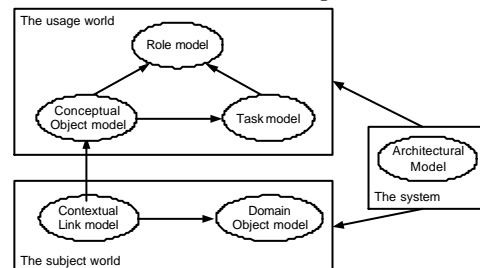 The usage world
Role model
Conceptual
Object model
Task model
Architectural
Model
The system
Contextual
Link model
Domain
Object model
The subject world